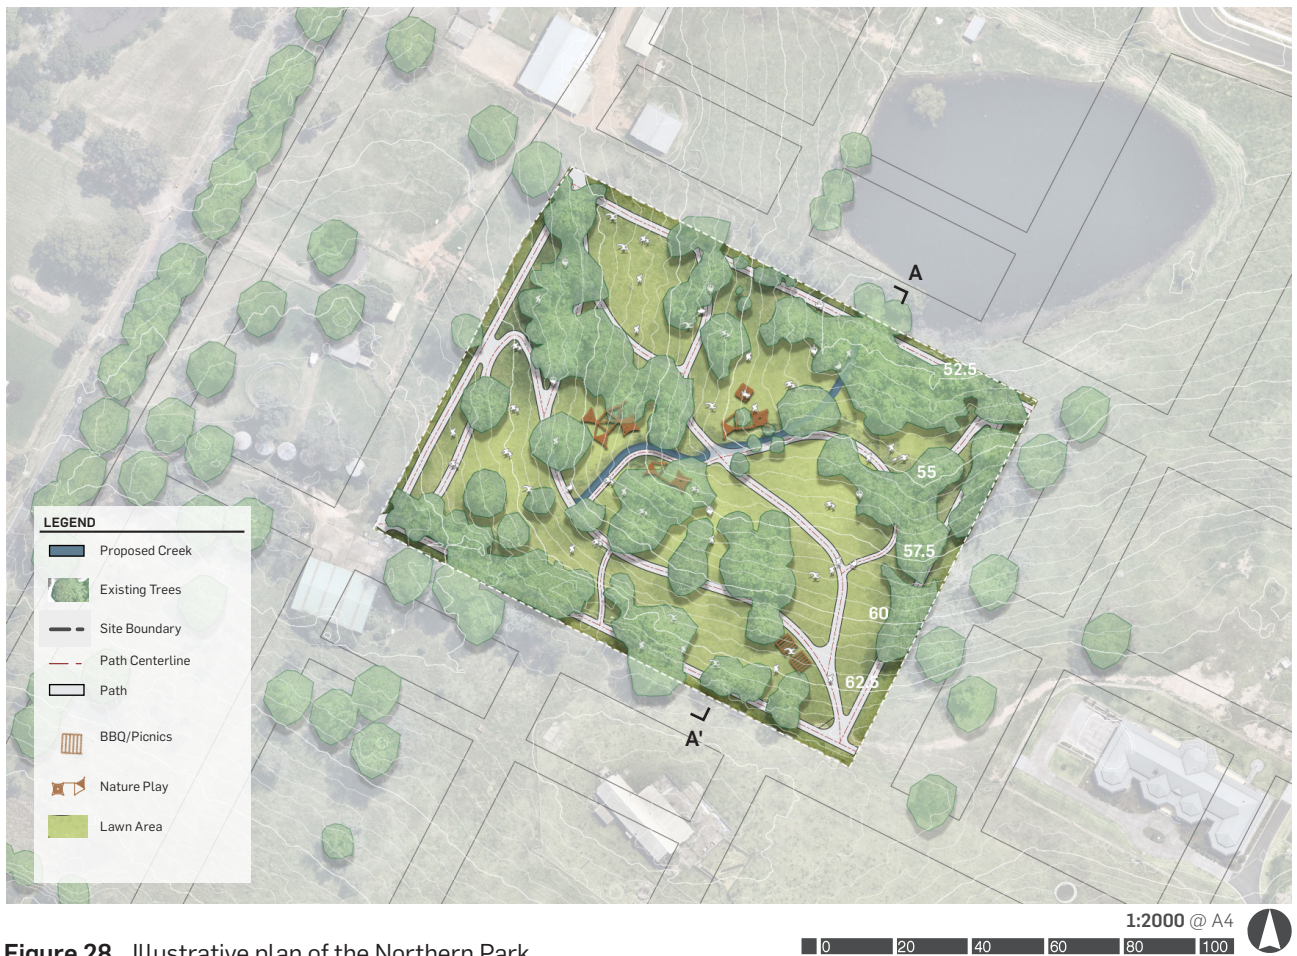 A
52.5
55
57.5
60
62.5
A'
LEGEND
Proposed Creek
Existing Trees
Site Boundary
Path Centerline
Path
BBQ/Picnics
Nature Play
Lawn Area
1:2000 @ A4
0 20 40 60 80 100
Figure 28 Illustrative plan of the Northern Park